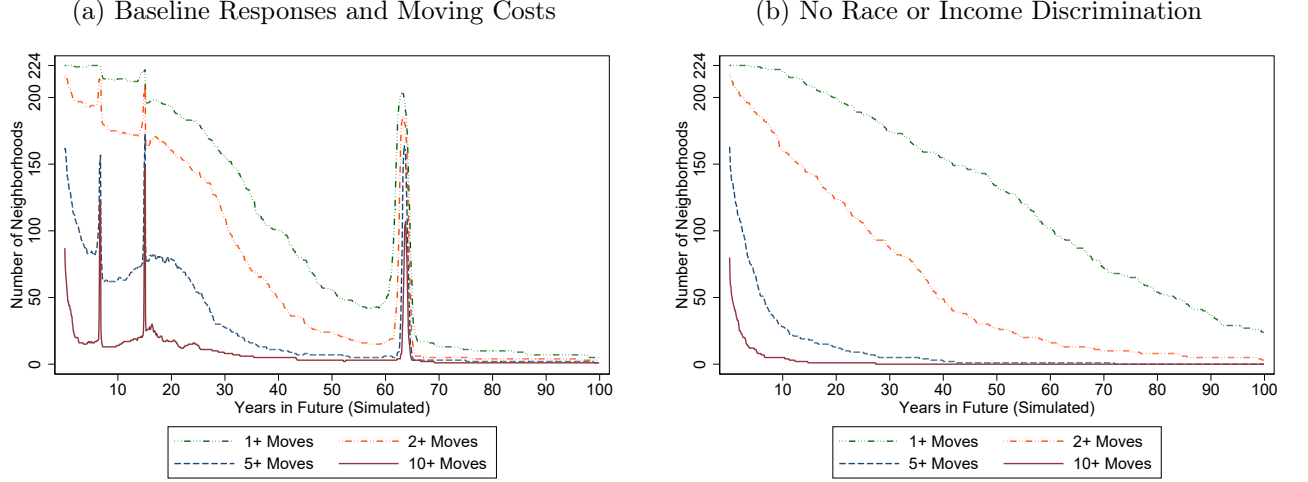 (a) Baseline Responses and Moving Costs
Number of Neighborhoods
224
200
150
100
50
0
10 20 30 40 50 60 70 80 90 100
Years in Future (Simulated)
1+ Moves 2+ Moves
5+ Moves 10+ Moves
(b) No Race or Income Discrimination
Number of Neighborhoods
224
200
150
100
50
0
10 20 30 40 50 60 70 80 90 100
Years in Future (Simulated)
1+ Moves 2+ Moves
5+ Moves 10+ Moves